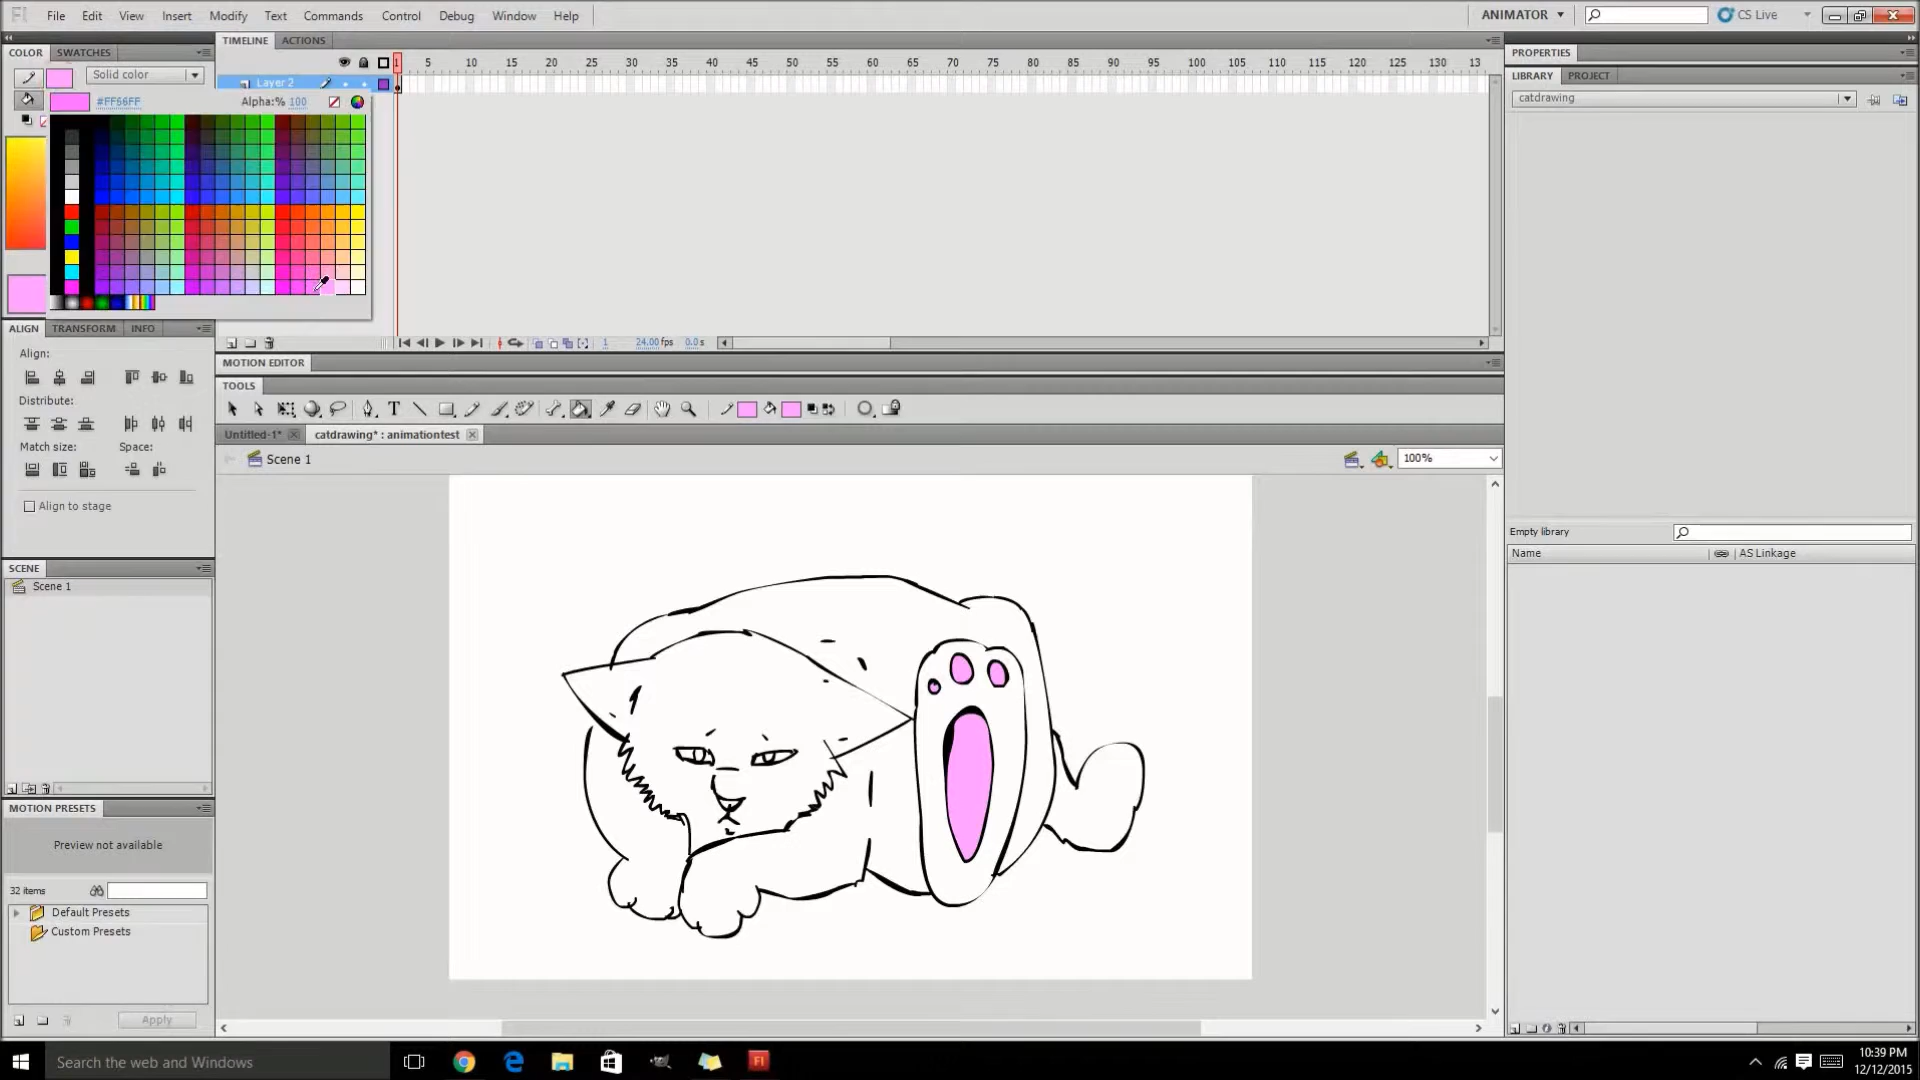 Fl File Edit View Insert Modify Text Commands Control Debug Window Help ANIMATOR CS Live
COLOR SWATCHES
Solid color
#FF66FF Alpha:% 100
TIMELINE ACTIONS
1 5 10 15 20 25 30 35 40 45 50 55 60 65 70 75 80 85 90 95 100 105 110 115 120 125 130 13
Layer 2
1 24.00 fps 0.0 s
MOTION EDITOR
TOOLS
Untitled-1* catdrawing* : animationtest
Scene 1 100%
ALIGN TRANSFORM INFO
Align:
Distribute:
Match size: Space:
Align to stage
SCENE
Scene 1
MOTION PRESETS
Preview not available
32 items
Default Presets
Custom Presets
Apply
PROPERTIES
LIBRARY PROJECT
catdrawing
Empty library
Name AS Linkage
Search the web and Windows
Fl
10:39 PM
12/12/2015